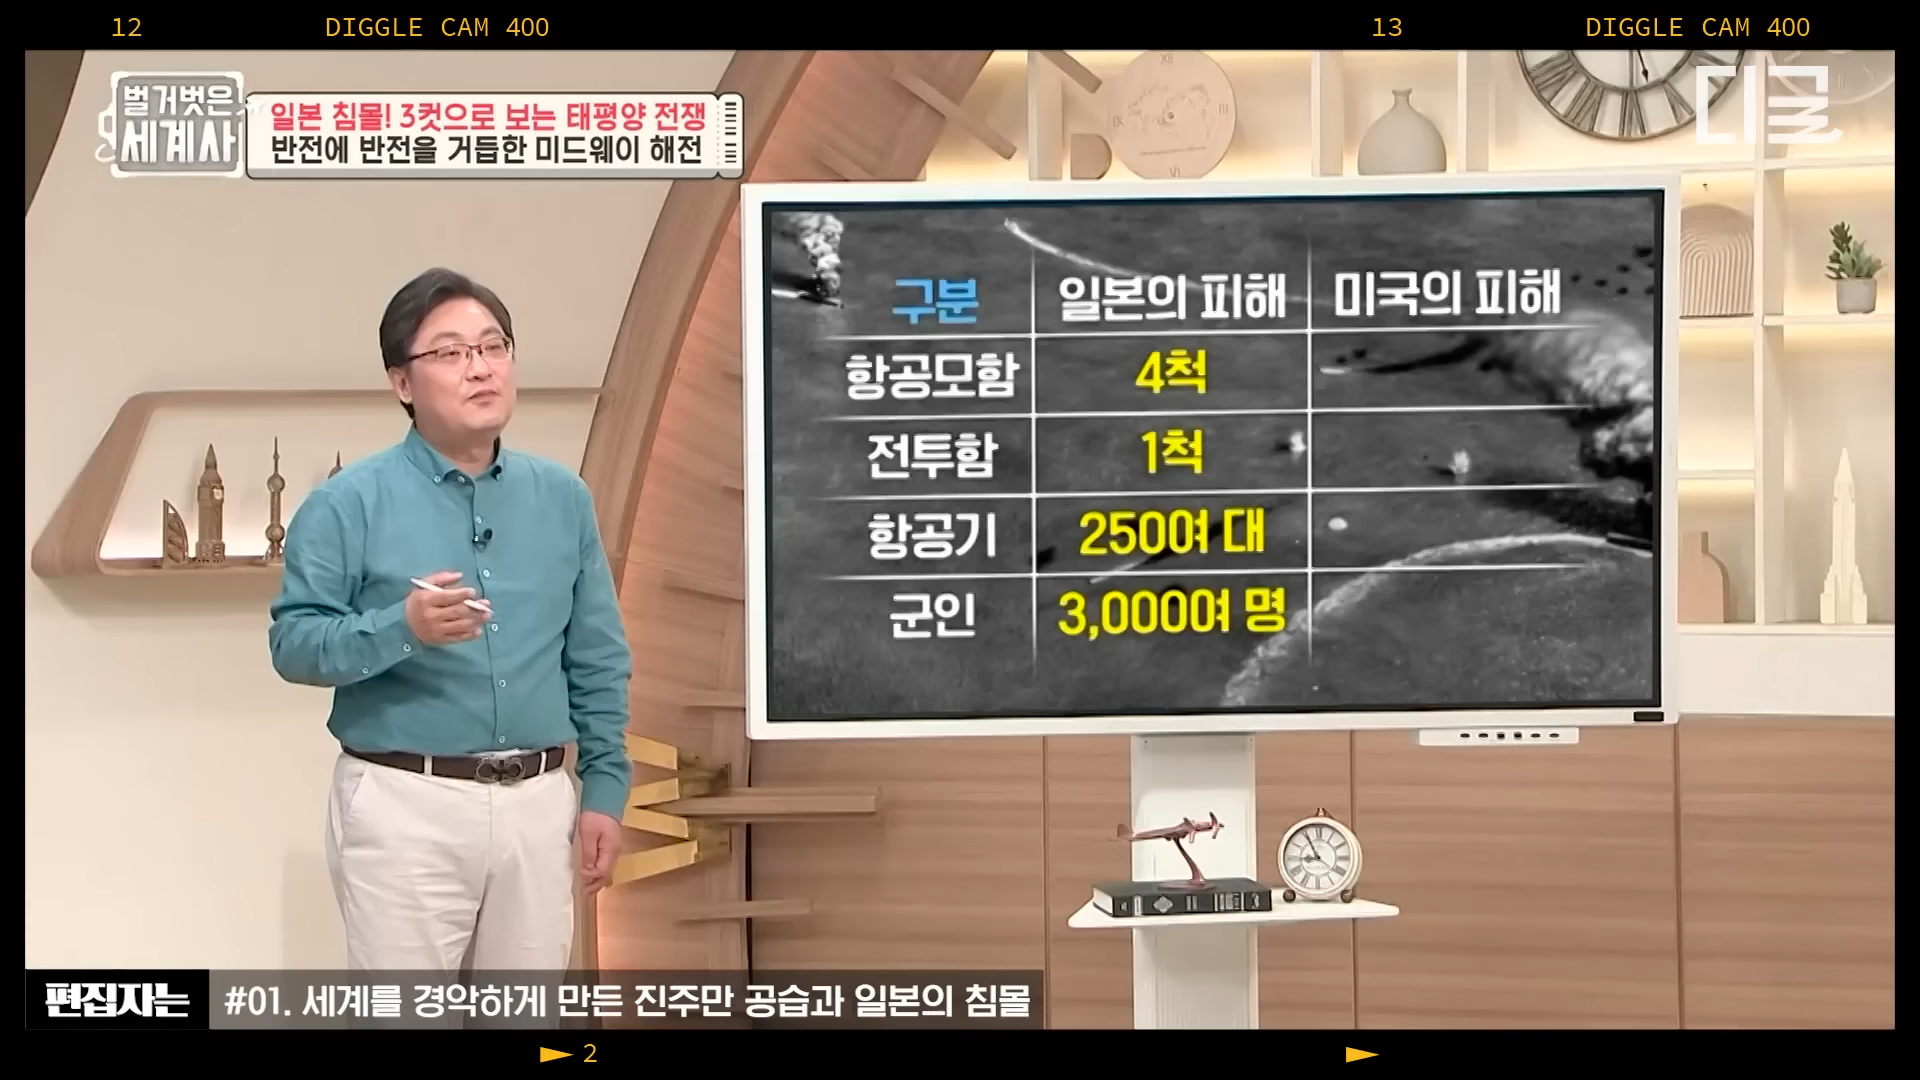 12 DIGGLE CAM 400 13 DIGGLE CAM 400
벌거벗은
세계사
일본 침몰! 3컷으로 보는 태평양 전쟁
반전에 반전을 거듭한 미드웨이 해전
디글
구분 일본의 피해 미국의 피해
항공모함 4척
전투함 1척
항공기 250여 대
군인 3,000여 명
편집자는 #01. 세계를 경악하게 만든 진주만 공습과 일본의 침몰
2